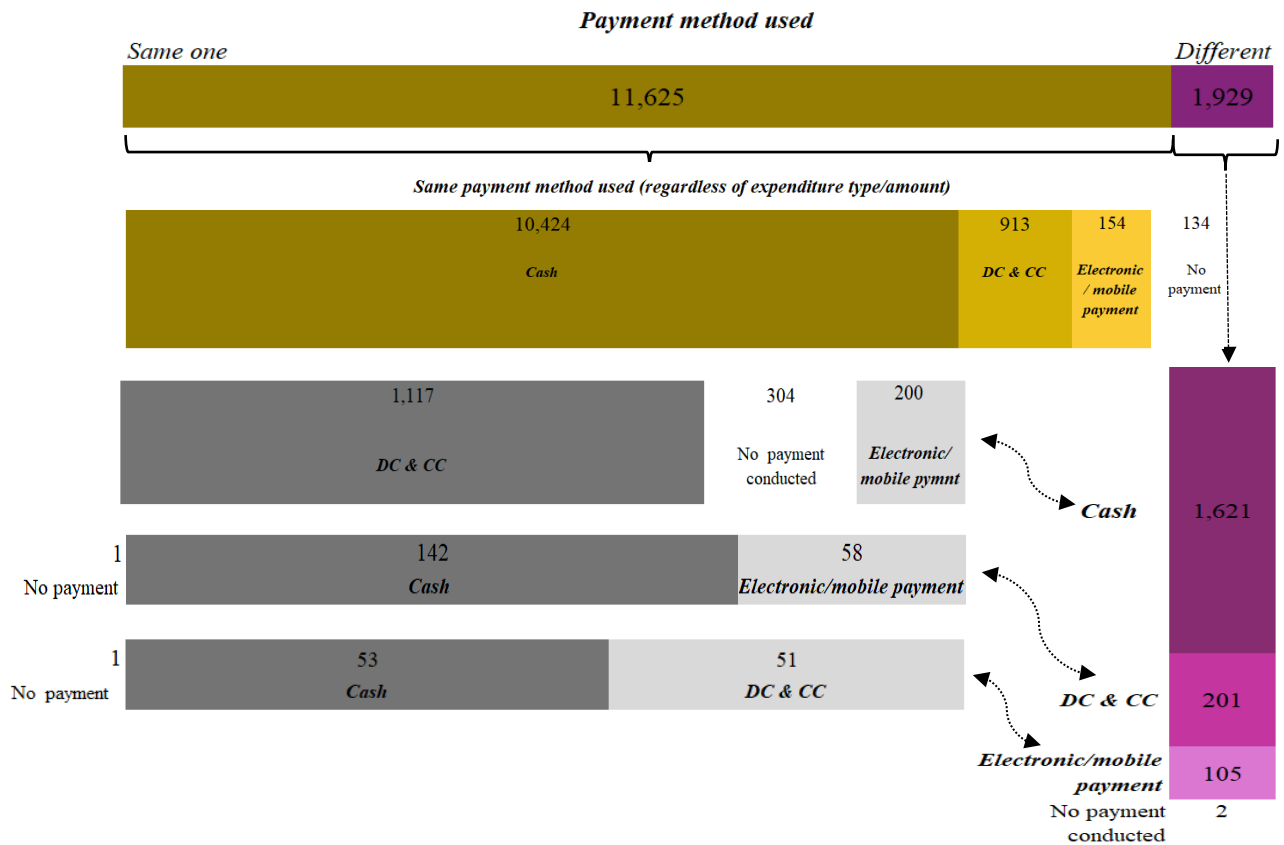 Payment method used
Same one
Different
11,625
1,929
Same payment method used (regardless of expenditure type/amount)
10,424
913
154
134
Cash
DC & CC
Electronic
/ mobile
payment
No
payment
1,117
304
200
DC & CC
No payment
conducted
Electronic/
mobile pymnt
Cash
1,621
1
142
58
No payment
Cash
Electronic/mobile payment
1
53
51
No payment
Cash
DC & CC
DC & CC
201
Electronic/mobile
payment
105
No payment
conducted
2